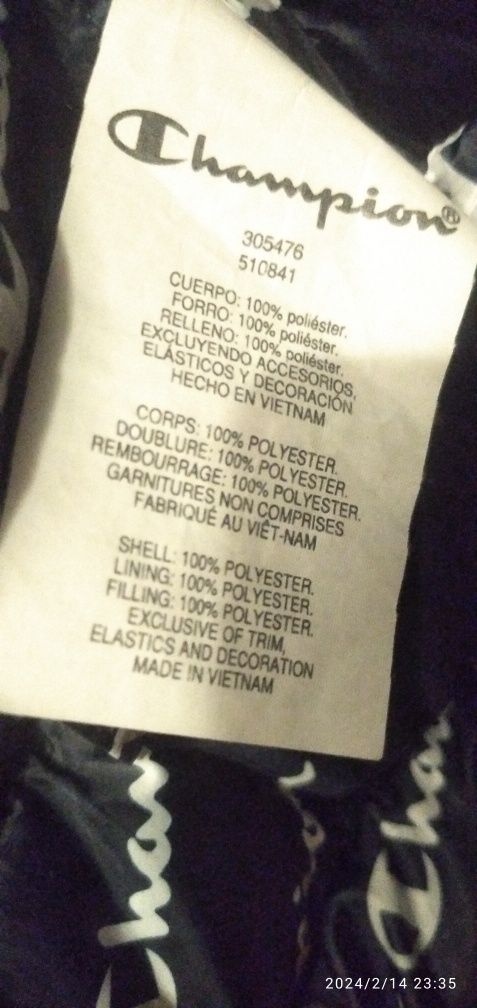 Champion®
305476
510841
CUERPO: 100% poliéster.
FORRO: 100% poliéster.
RELLENO: 100% poliéster.
EXCLUYENDO ACCESORIOS,
ELÁSTICOS Y DECORACIÓN
HECHO EN VIETNAM
CORPS: 100% POLYESTER.
DOUBLURE: 100% POLYESTER.
REMBOURRAGE: 100% POLYESTER.
GARNITURES NON COMPRISES
FABRIQUÉ AU VIÊT-NAM
SHELL: 100% POLYESTER.
LINING: 100% POLYESTER.
FILLING: 100% POLYESTER.
EXCLUSIVE OF TRIM,
ELASTICS AND DECORATION
MADE IN VIETNAM
Cham
Cham
2024/2/14 23:35